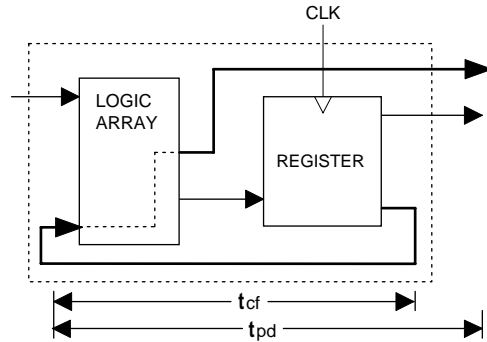 CLK
LOGIC
ARRAY
REGISTER
tcf
tpd